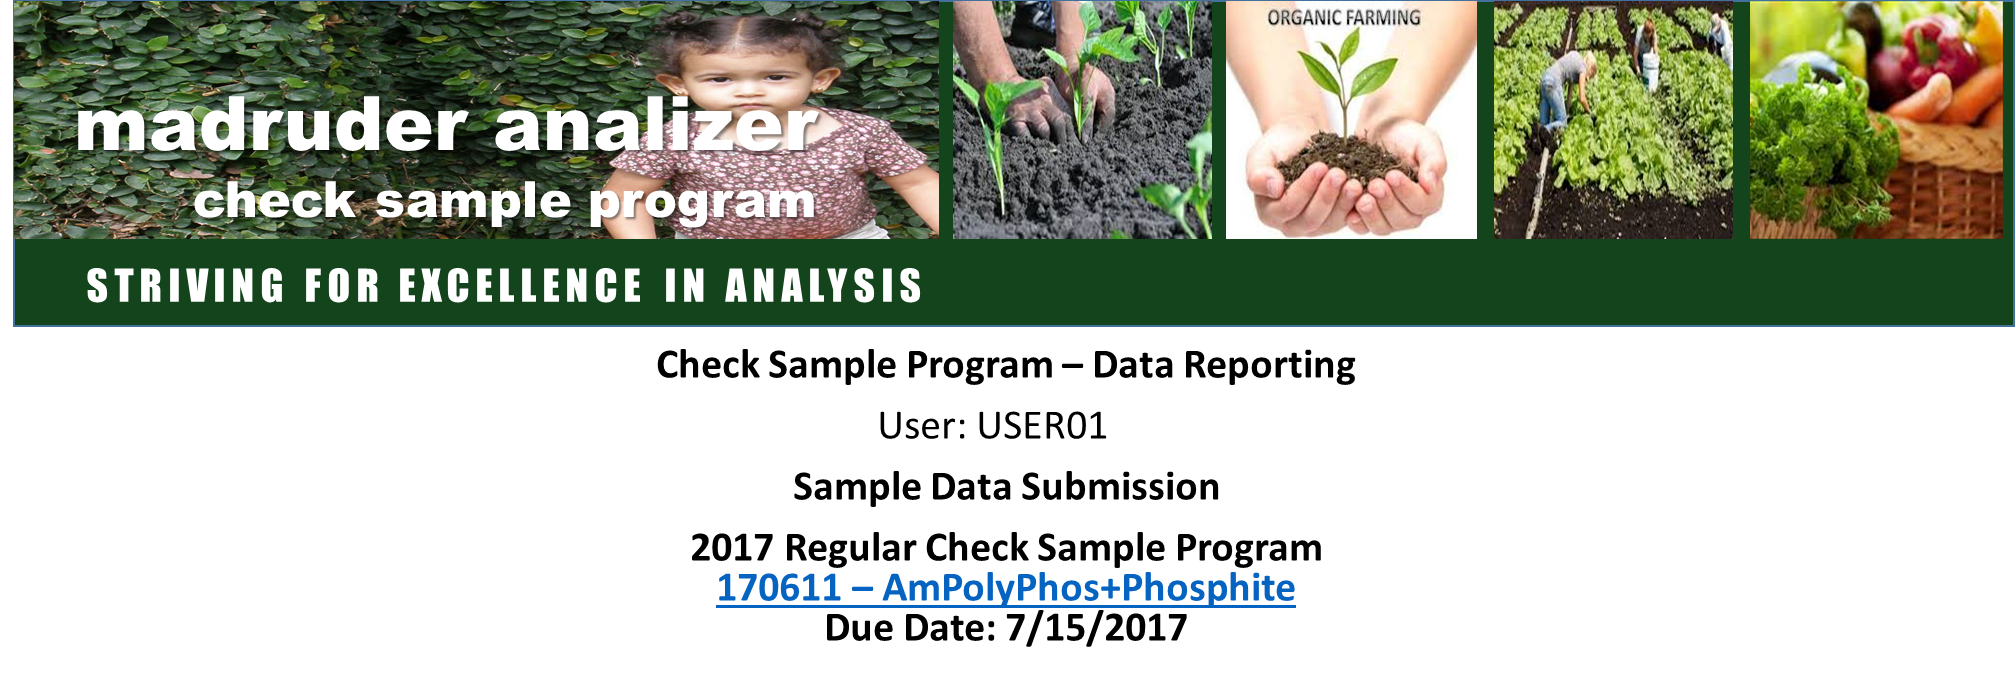 madruder analizer
check sample program
ORGANIC FARMING
STRIVING FOR EXCELLENCE IN ANALYSIS
Check Sample Program – Data Reporting
User: USER01
Sample Data Submission
2017 Regular Check Sample Program
170611 – AmPolyPhos+Phosphite
Due Date: 7/15/2017